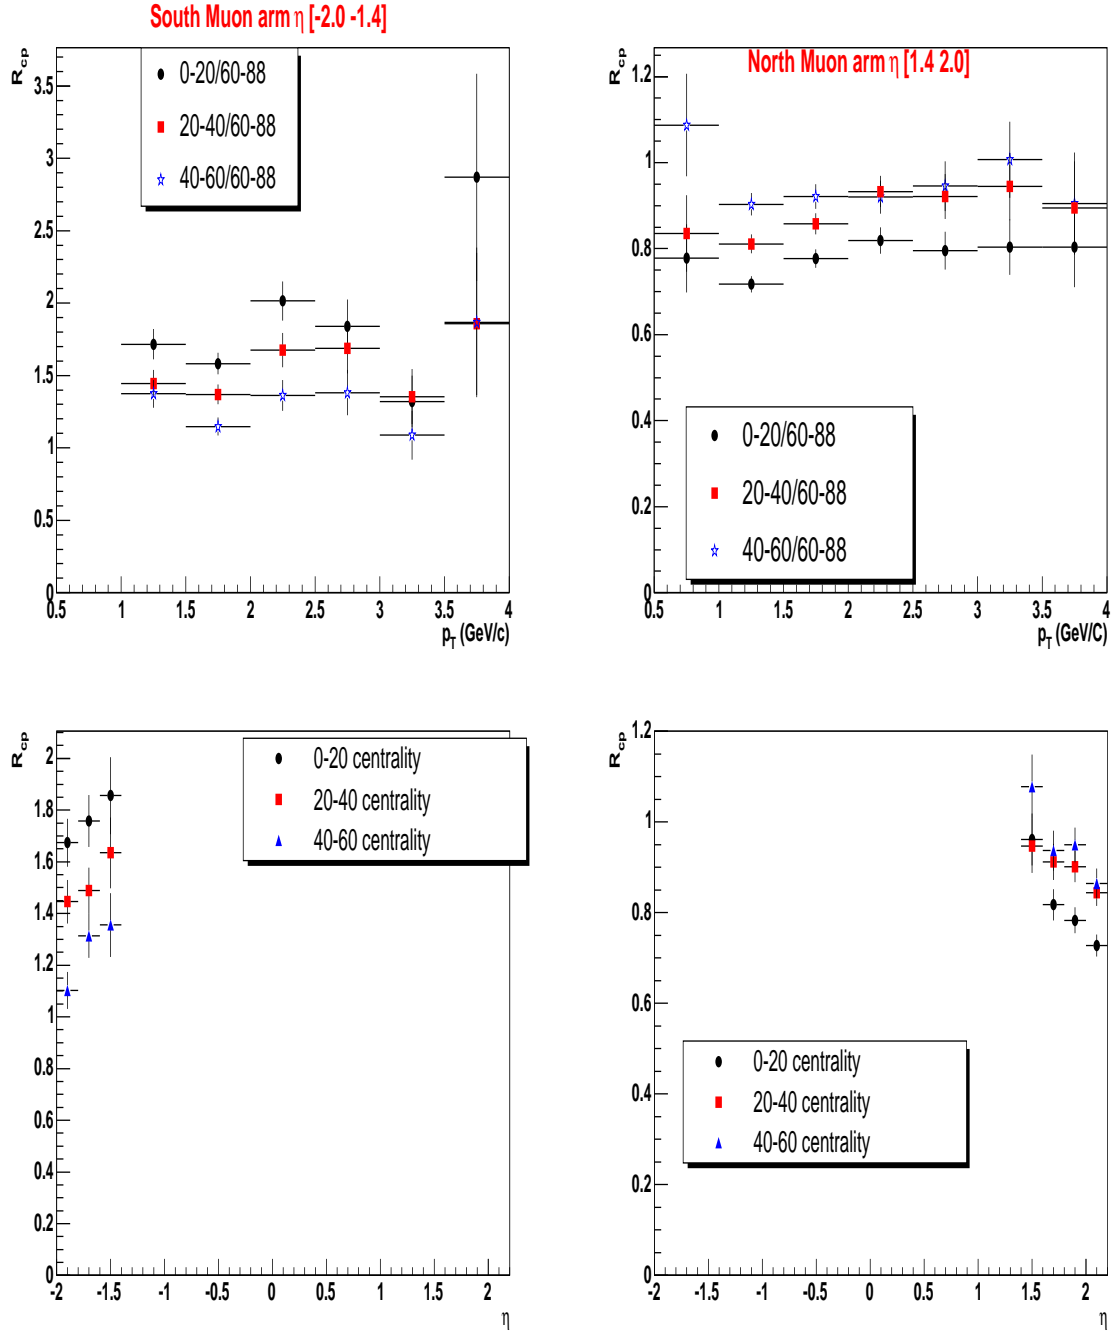 South Muon arm η [-2.0 -1.4]
R_cp
0-20/60-88
20-40/60-88
40-60/60-88
3.5
3
2.5
2
1.5
1
0.5
0
0.5 1 1.5 2 2.5 3 3.5 4
p_T (GeV/c)
North Muon arm η [1.4 2.0]
R_cp
1.2
1
0.8
0.6
0.4
0.2
0
0-20/60-88
20-40/60-88
40-60/60-88
0.5 1 1.5 2 2.5 3 3.5 4
p_T (GeV/C)
R_cp
0-20 centrality
20-40 centrality
40-60 centrality
2
1.8
1.6
1.4
1.2
1
0.8
0.6
0.4
0.2
0
-2 -1.5 -1 -0.5 0 0.5 1 1.5 2
η
R_cp
1.2
1
0.8
0.6
0.4
0.2
0
0-20 centrality
20-40 centrality
40-60 centrality
-2 -1.5 -1 -0.5 0 0.5 1 1.5 2
η